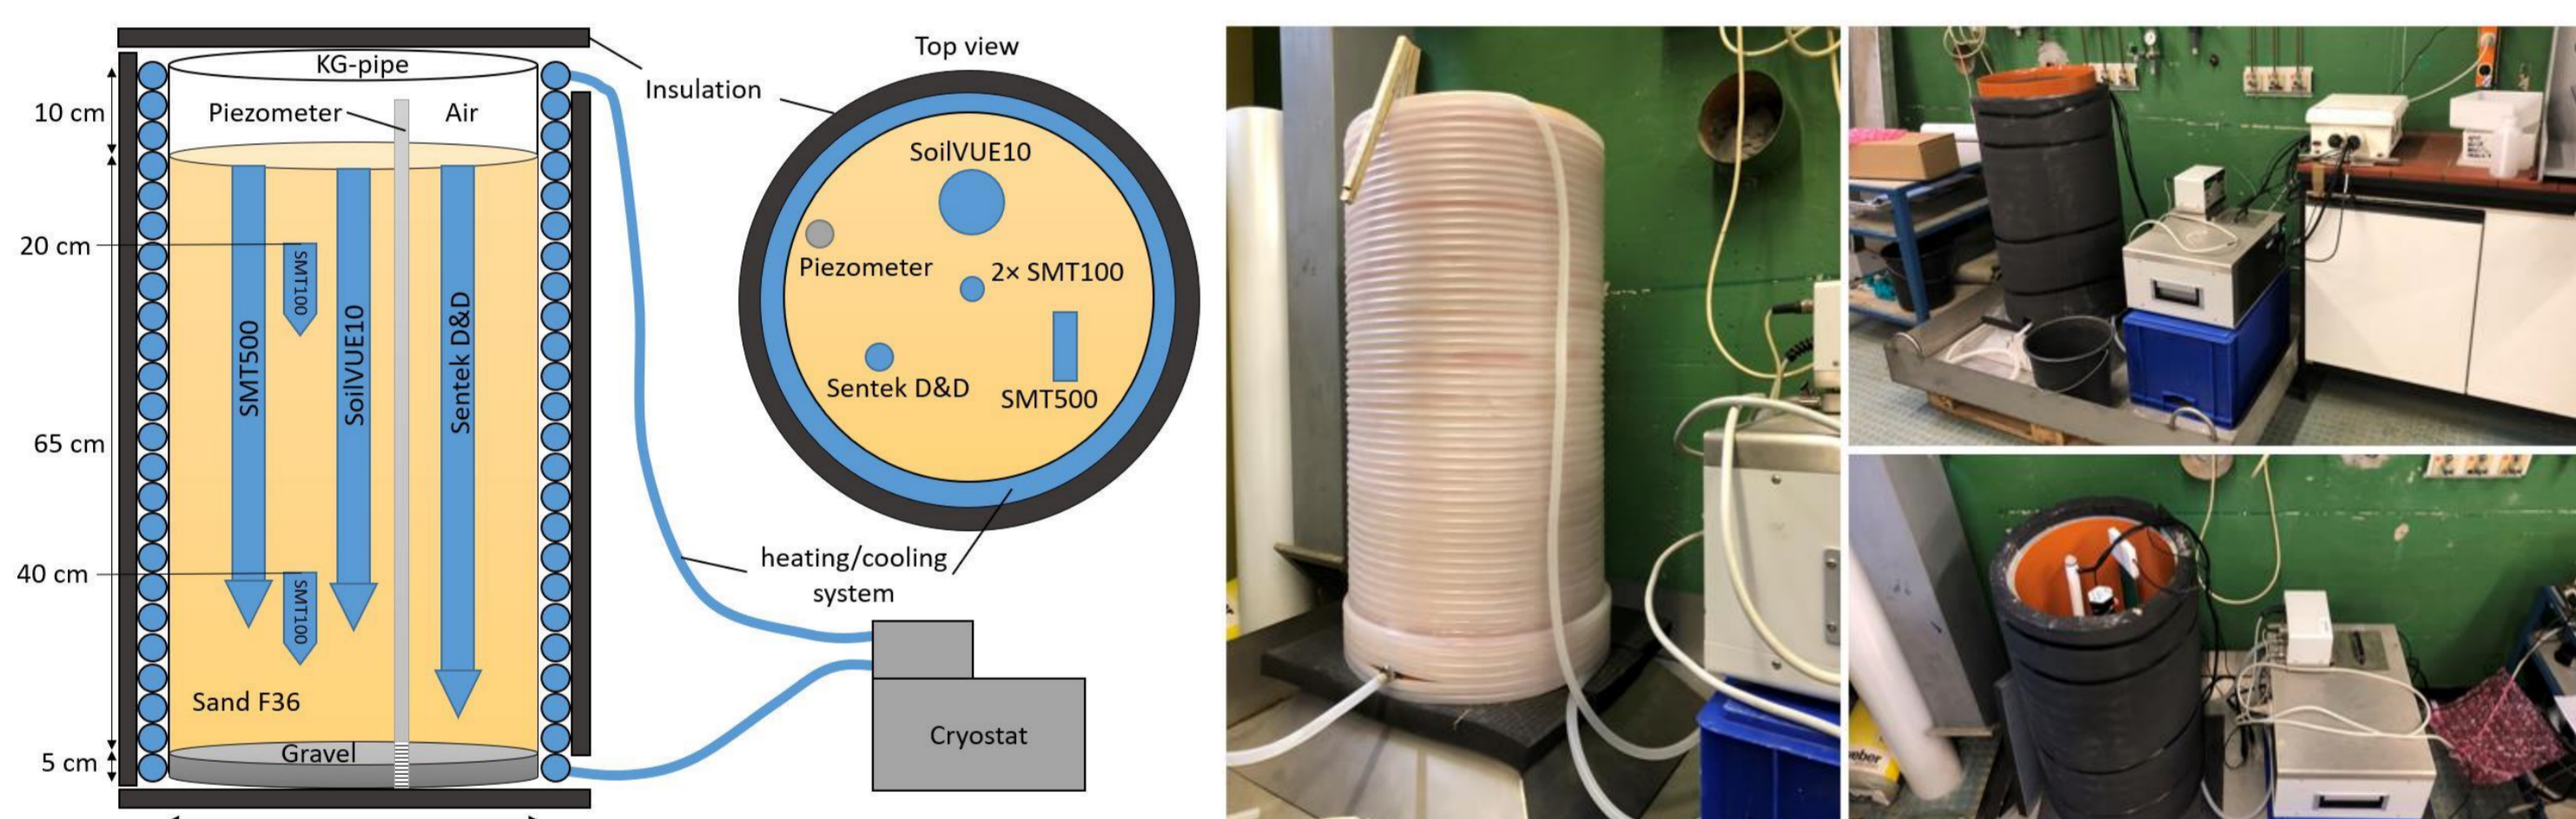 KG-pipe
10 cm
Piezometer
Air
Insulation
20 cm
SMT100
SMT500
SoilVUE10
Sentek D&D
65 cm
40 cm
SMT100
Sand F36
Gravel
5 cm
Top view
SoilVUE10
Piezometer
2× SMT100
Sentek D&D
SMT500
heating/cooling
system
Cryostat